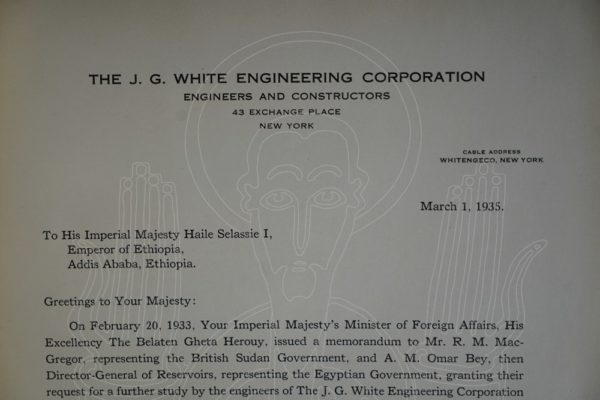 THE J. G. WHITE ENGINEERING CORPORATION
ENGINEERS AND CONSTRUCTORS
43 EXCHANGE PLACE
NEW YORK
CABLE ADDRESS
WHITENGECO, NEW YORK
March 1, 1935.
To His Imperial Majesty Haile Selassie I,
Emperor of Ethiopia,
Addis Ababa, Ethiopia.
Greetings to Your Majesty:
On February 20, 1933, Your Imperial Majesty's Minister of Foreign Affairs, His
Excellency The Belaten Gheta Herouy, issued a memorandum to Mr. R. M. Mac-
Gregor, representing the British Sudan Government, and A. M. Omar Bey, then
Director-General of Reservoirs, representing the Egyptian Government, granting their
request for a further study by the engineers of The J. G. White Engineering Corporation